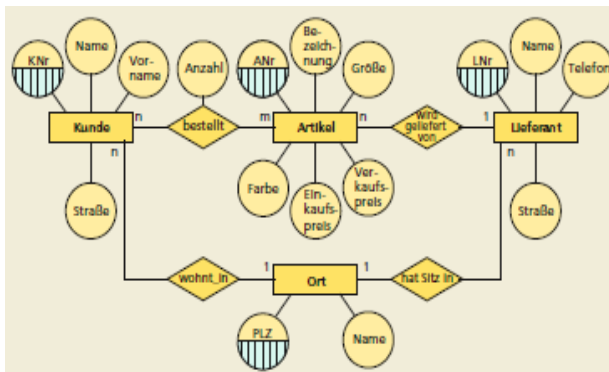 Name
Be-
zeich-
nung
Name
KNr
Vor-
name
Anzahl
ANr
Größe
LNr
Telefon
Kunde
n
bestellt
m
Artikel
n
wird
geliefert
von
1
Lieferant
n
n
Straße
Farbe
Ein-
kaufs-
preis
Ver-
kaufs-
preis
Straße
wohnt_in
1
Ort
1
hat Sitz in
PLZ
Name